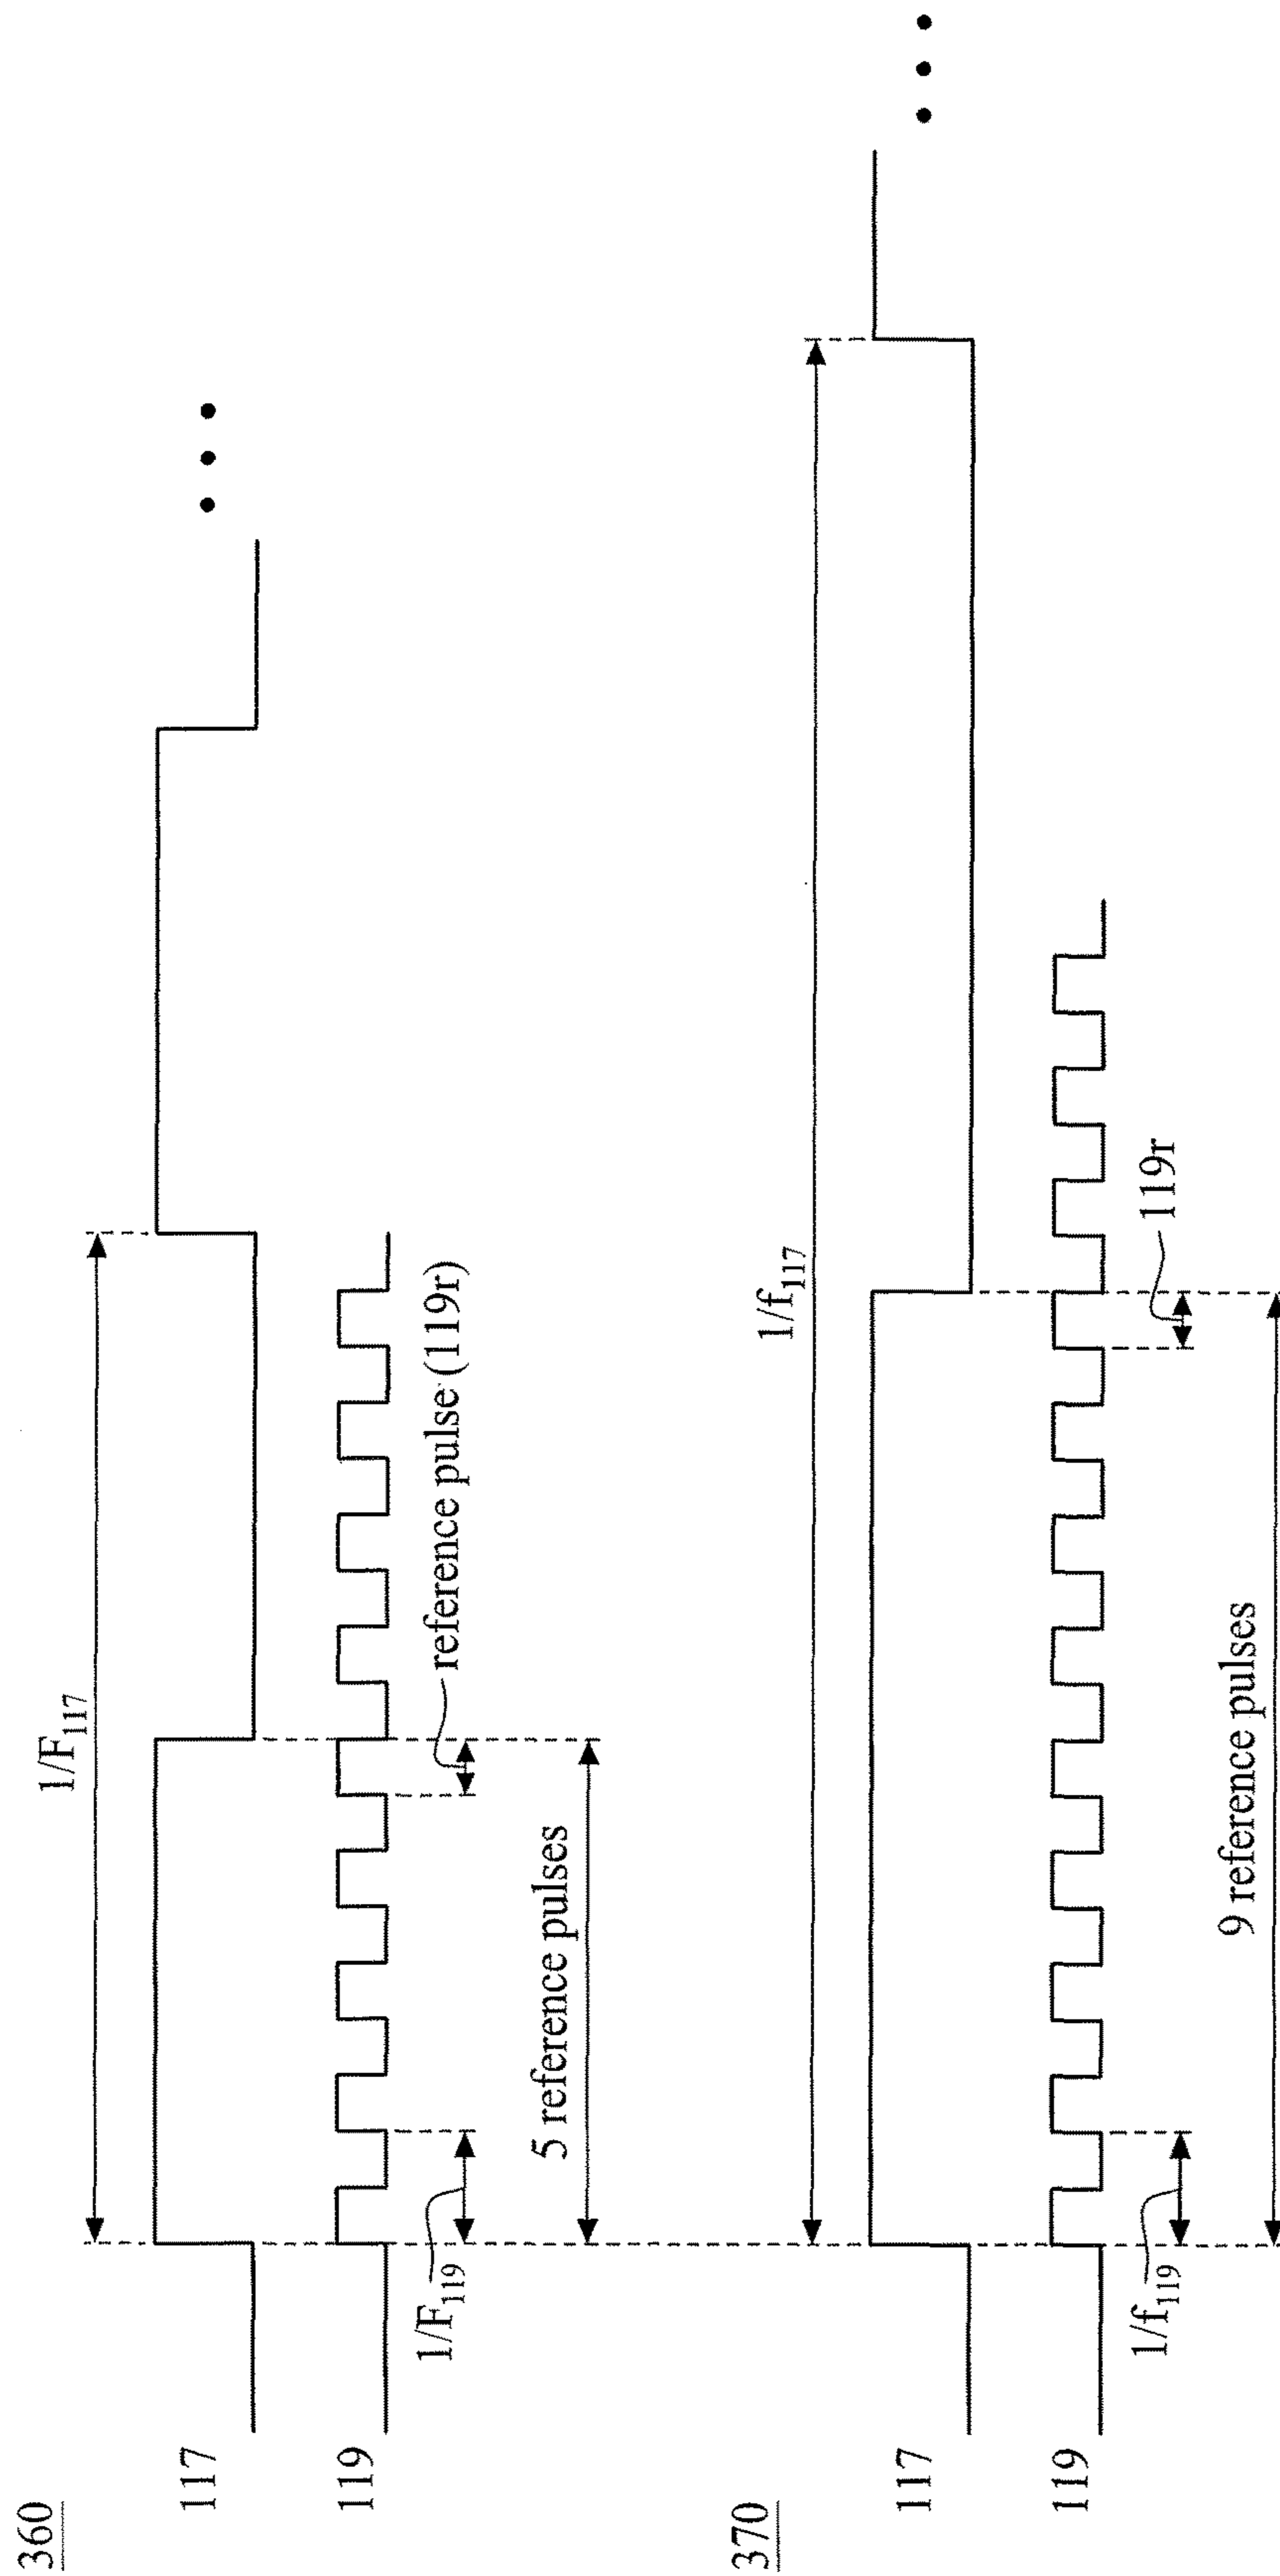 360
1/F117
117
119
1/F119
reference pulse (119r)
5 reference pulses
370
1/f117
117
119
1/f119
119r
9 reference pulses